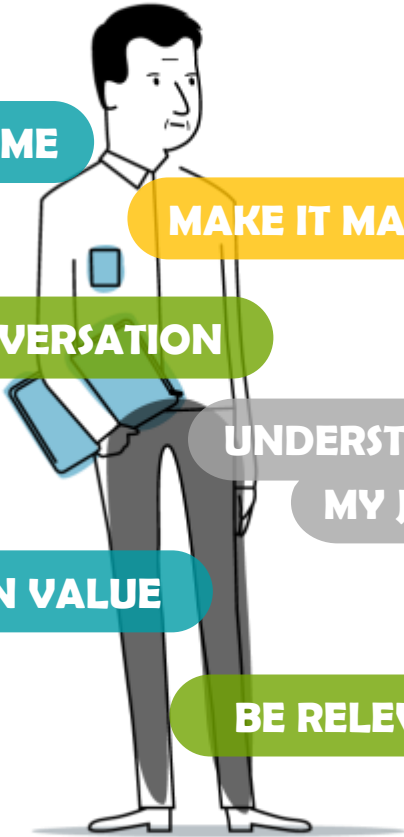 ME
MAKE IT MA
VERSATION
UNDERST
MY J
N VALUE
BE RELEV